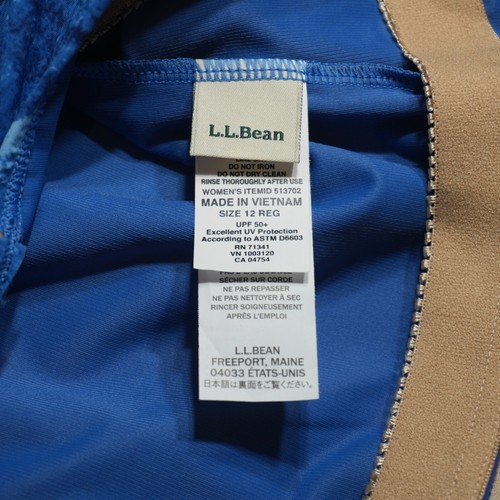 L.L.Bean
DO NOT IRON
DO NOT DRY CLEAN
RINSE THOROUGHLY AFTER USE
WOMEN'S ITEMID 513702
MADE IN VIETNAM
SIZE 12 REG
UPF 50+
Excellent UV Protection
According to ASTM D6603
RN 71341
VN 1003120
CA 04754
SÉCHER SUR CORDE
NE PAS REPASSER
NE PAS NETTOYER À SEC
RINCER SOIGNEUSEMENT
APRÈS L'EMPLOI
L.L.BEAN
FREEPORT, MAINE
04033 ÉTATS-UNIS
日本語は裏面をご覧ください。